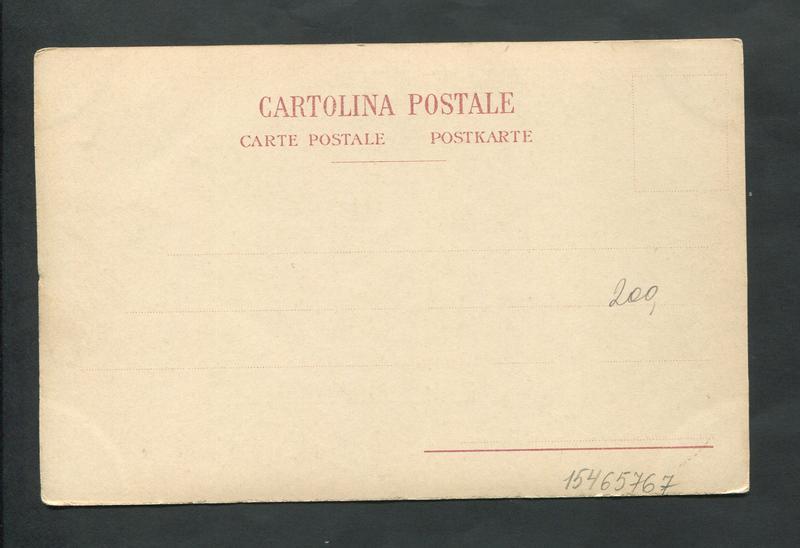 CARTOLINA POSTALE
CARTE POSTALE POSTKARTE
200,
15465767